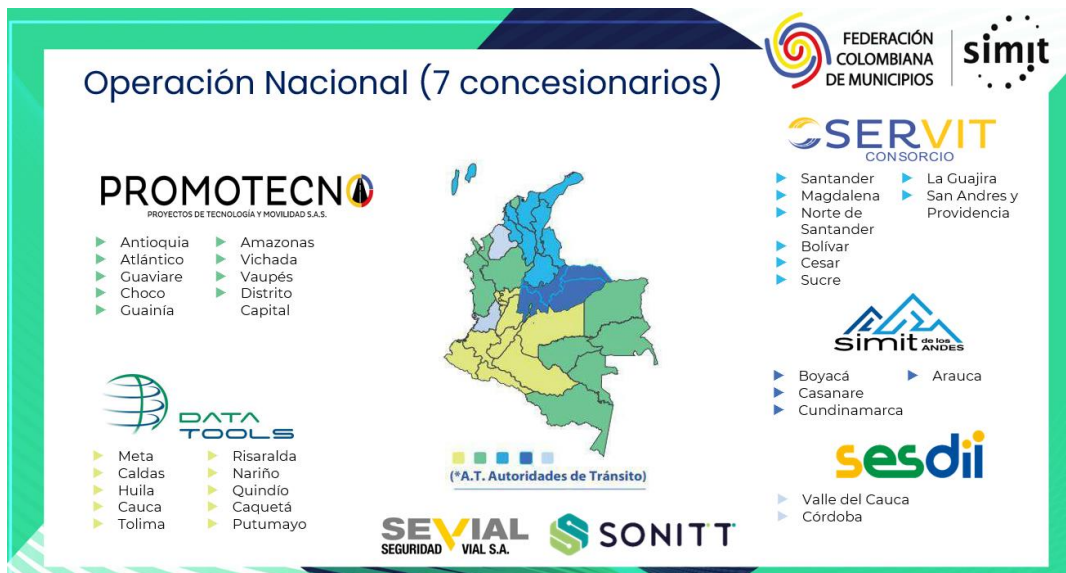 Operación Nacional (7 concesionarios)
FEDERACIÓN
COLOMBIANA
DE MUNICIPIOS
simit
PROMOTECNO
PROYECTOS DE TECNOLOGÍA Y MOVILIDAD S.A.S.
Antioquia
Atlántico
Guaviare
Choco
Guainía
Amazonas
Vichada
Vaupés
Distrito
Capital
DATA
TOOLS
Meta
Caldas
Huila
Cauca
Tolima
Risaralda
Nariño
Quindío
Caquetá
Putumayo
(*A.T. Autoridades de Tránsito)
SEVIAL
SEGURIDAD VIAL S.A.
SONITT
SERVIT
CONSORCIO
Santander
Magdalena
Norte de
Santander
Bolívar
Cesar
Sucre
La Guajira
San Andres y
Providencia
simit de los ANDES
Boyacá
Casanare
Cundinamarca
Arauca
sesdii
Valle del Cauca
Córdoba